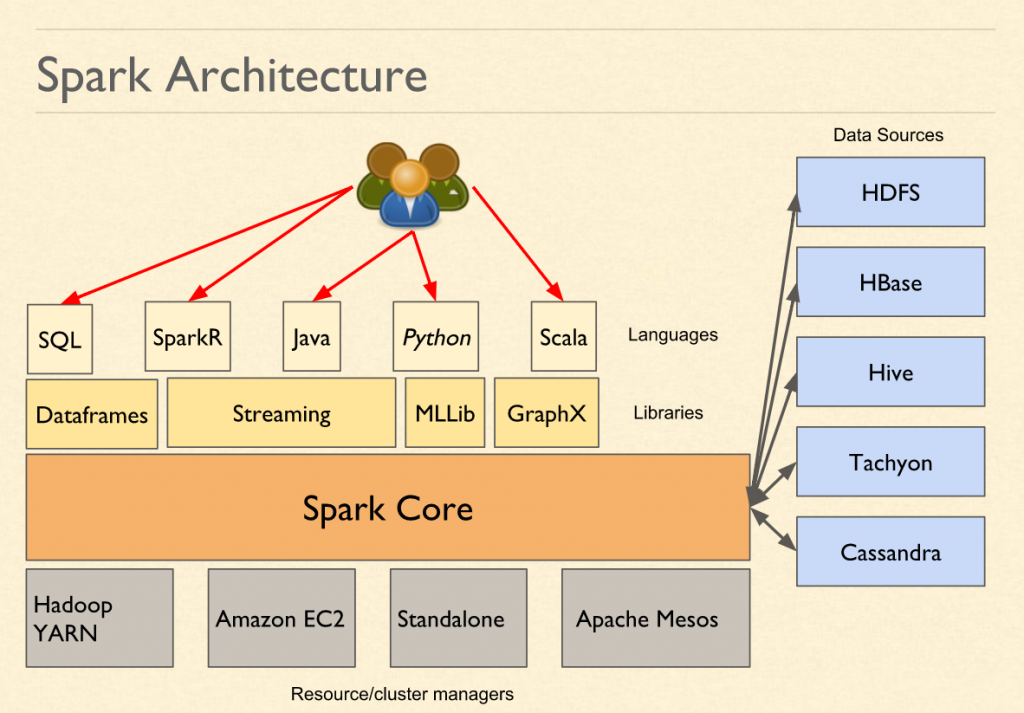 Spark Architecture
Data Sources
HDFS
HBase
Hive
Tachyon
Cassandra
SQL
SparkR
Java
Python
Scala
Languages
Dataframes
Streaming
MLLib
GraphX
Libraries
Spark Core
Hadoop
YARN
Amazon EC2
Standalone
Apache Mesos
Resource/cluster managers